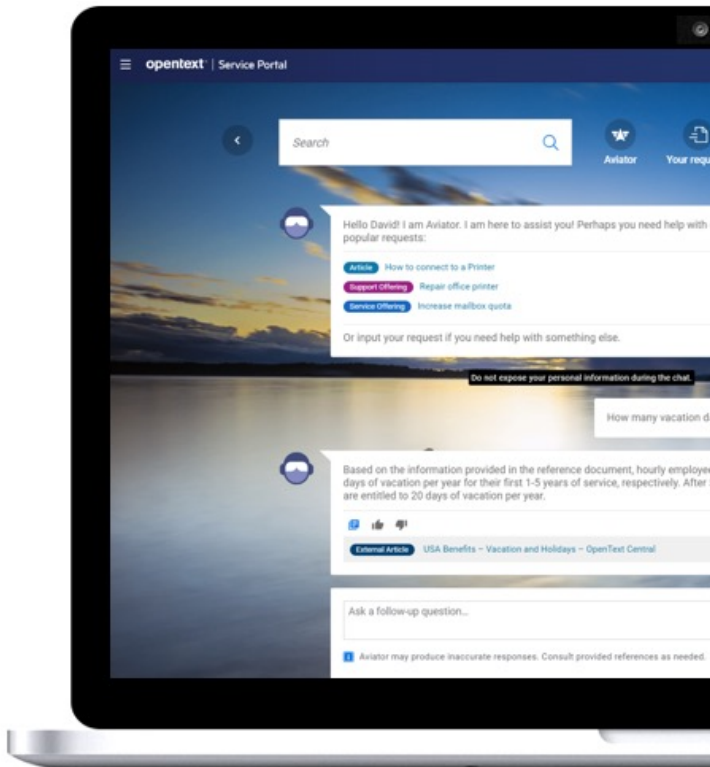 opentext™ | Service Portal
Search
Aviator
Your requ
Hello David! I am Aviator. I am here to assist you! Perhaps you need help with
popular requests:
Article How to connect to a Printer
Support Offering Repair office printer
Service Offering Increase mailbox quota
Or input your request if you need help with something else.
Do not expose your personal information during the chat.
How many vacation da
Based on the information provided in the reference document, hourly employee
days of vacation per year for their first 1-5 years of service, respectively. After
are entitled to 20 days of vacation per year.
External Article USA Benefits – Vacation and Holidays – OpenText Central
Ask a follow-up question...
Aviator may produce inaccurate responses. Consult provided references as needed.